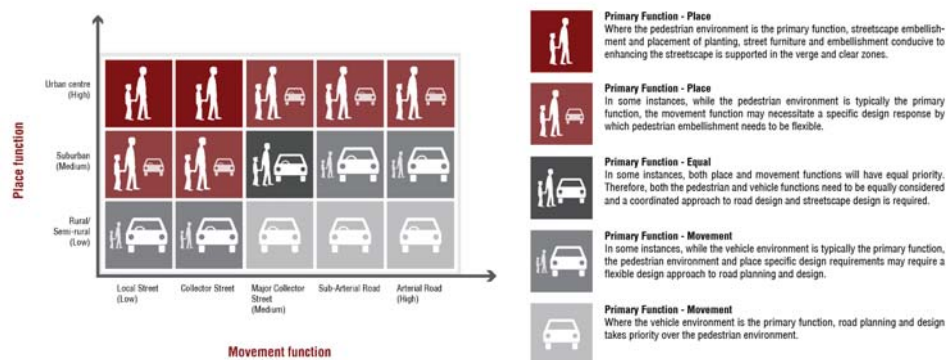 Place function
Urban centre
(High)
Suburban
(Medium)
Rural/
Semi-rural
(Low)
Local Street
(Low)
Collector Street
Major Collector
Street
(Medium)
Sub-Arterial Road
Arterial Road
(High)
Movement function
Primary Function - Place
Where the pedestrian environment is the primary function, streetscape embellish-
ment and placement of planting, street furniture and embellishment conducive to
enhancing the streetscape is supported in the verge and clear zones.
Primary Function - Place
In some instances, while the pedestrian environment is typically the primary
function, the movement function may necessitate a specific design response by
which pedestrian embellishment needs to be flexible.
Primary Function - Equal
In some instances, both place and movement functions will have equal priority.
Therefore, both the pedestrian and vehicle functions need to be equally considered
and a coordinated approach to road design and streetscape design is required.
Primary Function - Movement
In some instances, while the vehicle environment is typically the primary function,
the pedestrian environment and place specific design requirements may require a
flexible design approach to road planning and design.
Primary Function - Movement
Where the vehicle environment is the primary function, road planning and design
takes priority over the pedestrian environment.